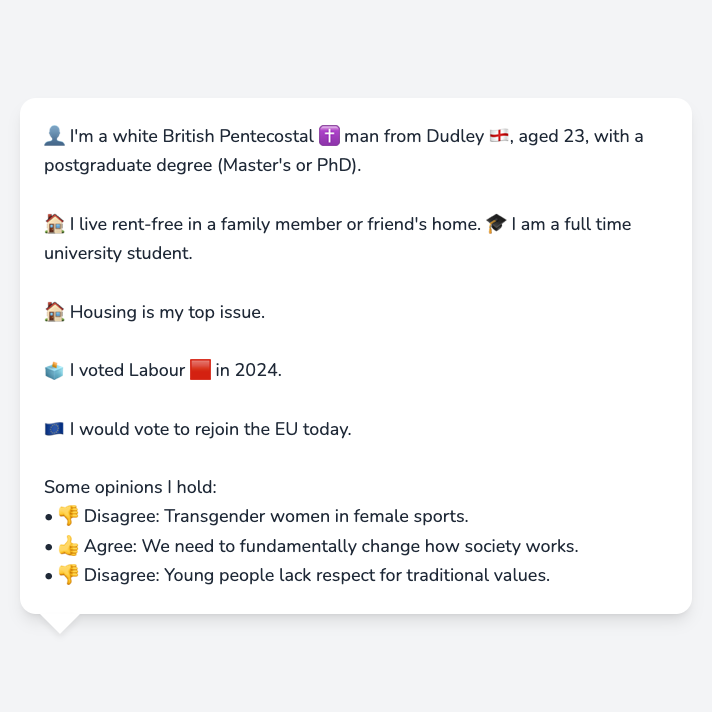 👤 I'm a white British Pentecostal ✝️ man from Dudley 🏴󠁧󠁢󠁥󠁮󠁧󠁿, aged 23, with a
postgraduate degree (Master's or PhD).
🏠 I live rent-free in a family member or friend's home. 🎓 I am a full time
university student.
🏠 Housing is my top issue.
🗳️ I voted Labour 🟥 in 2024.
🇪🇺 I would vote to rejoin the EU today.
Some opinions I hold:
• 👎 Disagree: Transgender women in female sports.
• 👍 Agree: We need to fundamentally change how society works.
• 👎 Disagree: Young people lack respect for traditional values.